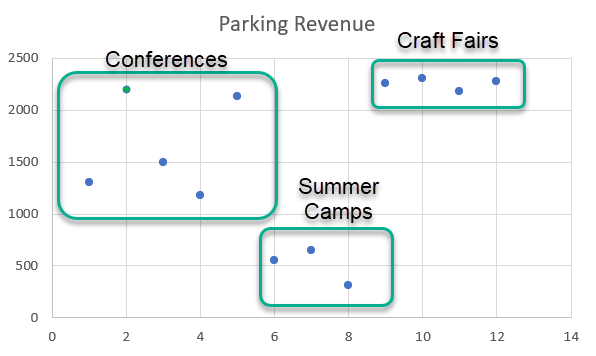 Parking Revenue
Conferences
Craft Fairs
Summer
Camps
2500
2000
1500
1000
500
0
0 2 4 6 8 10 12 14